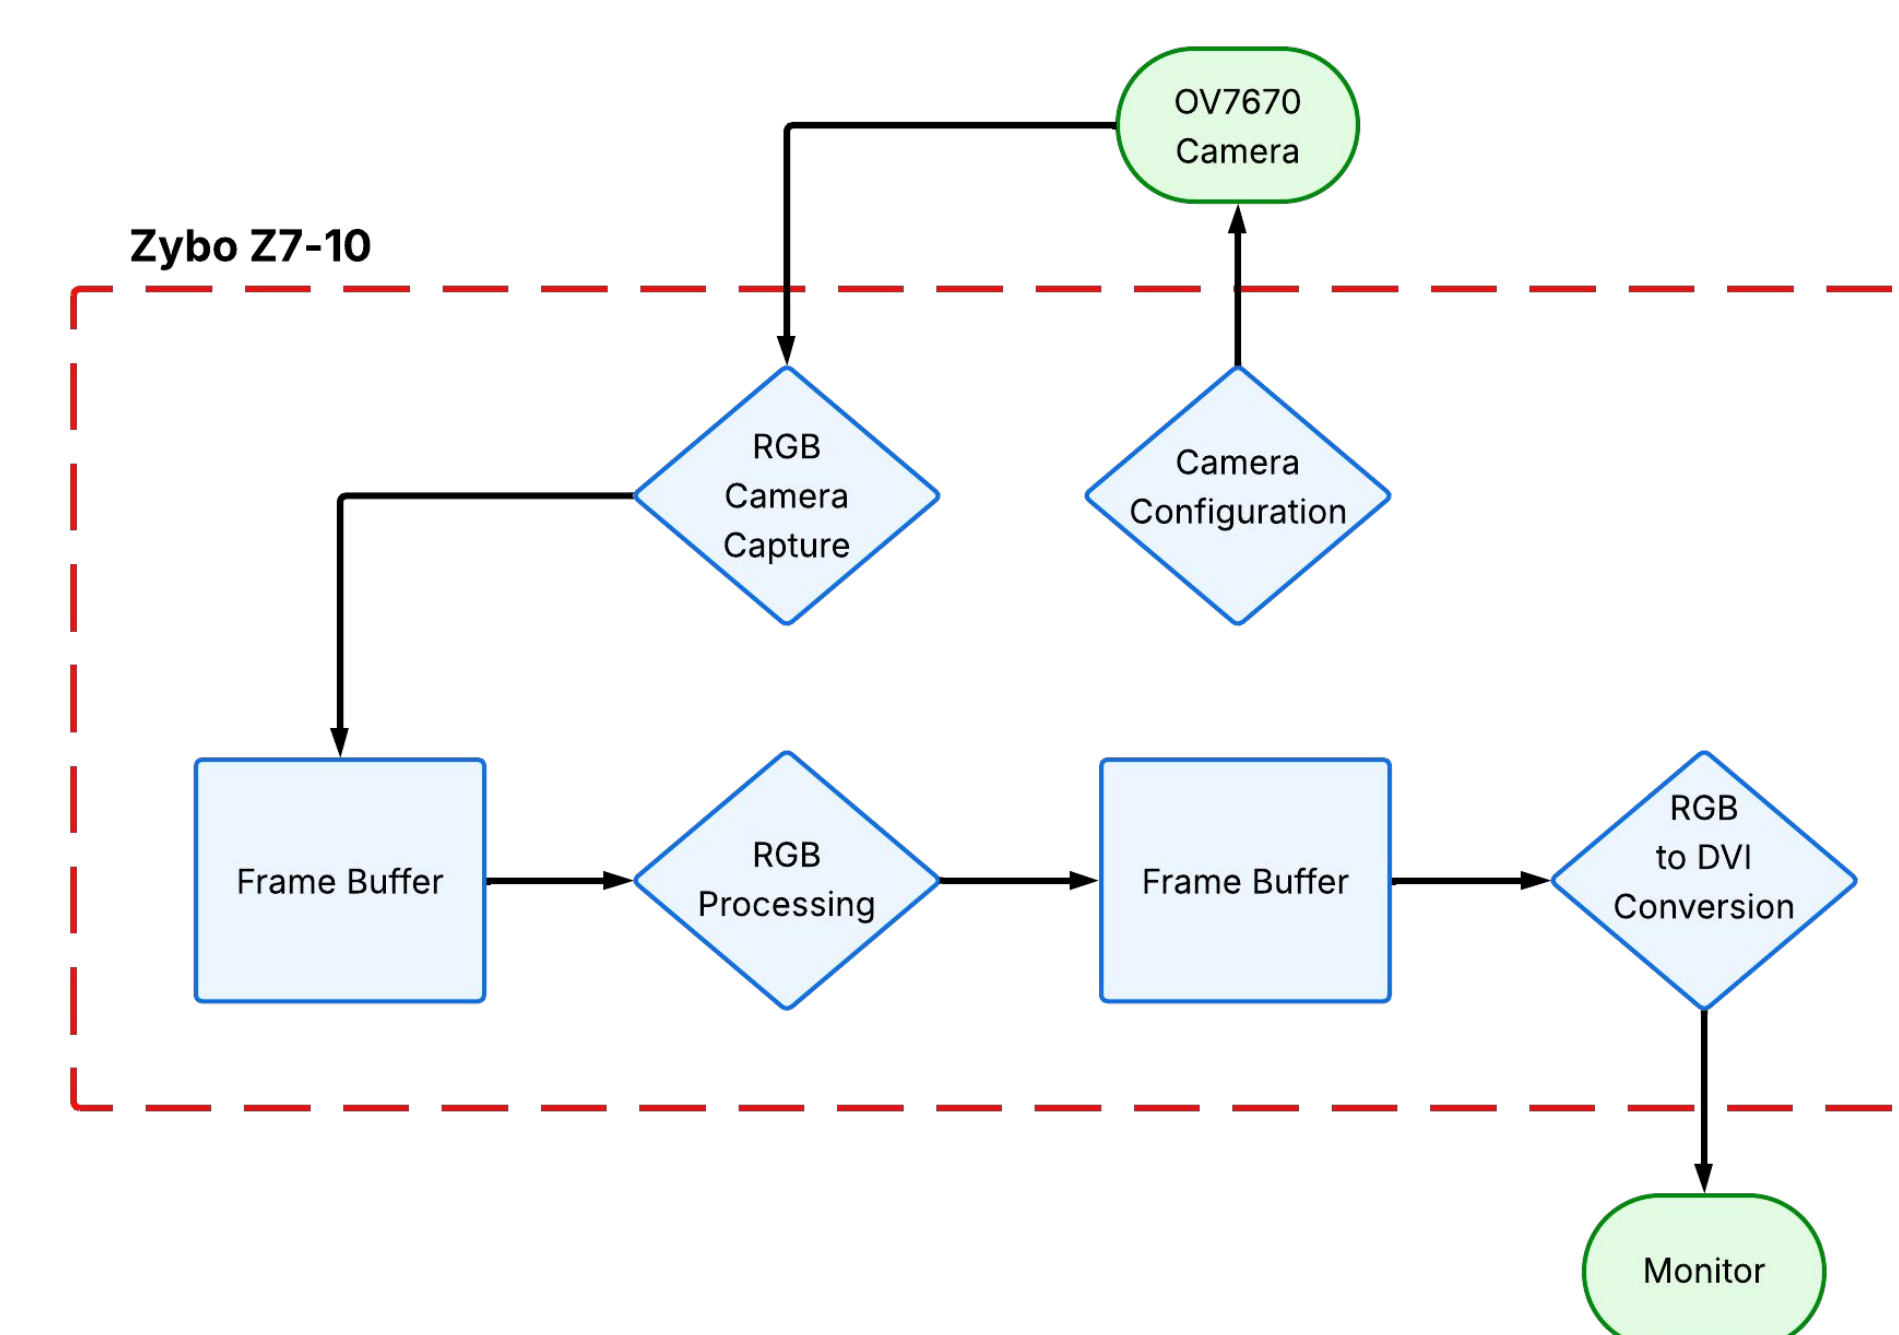 OV7670
Camera
Zybo Z7-10
RGB
Camera
Capture
Camera
Configuration
Frame Buffer
RGB
Processing
Frame Buffer
RGB
to DVI
Conversion
Monitor